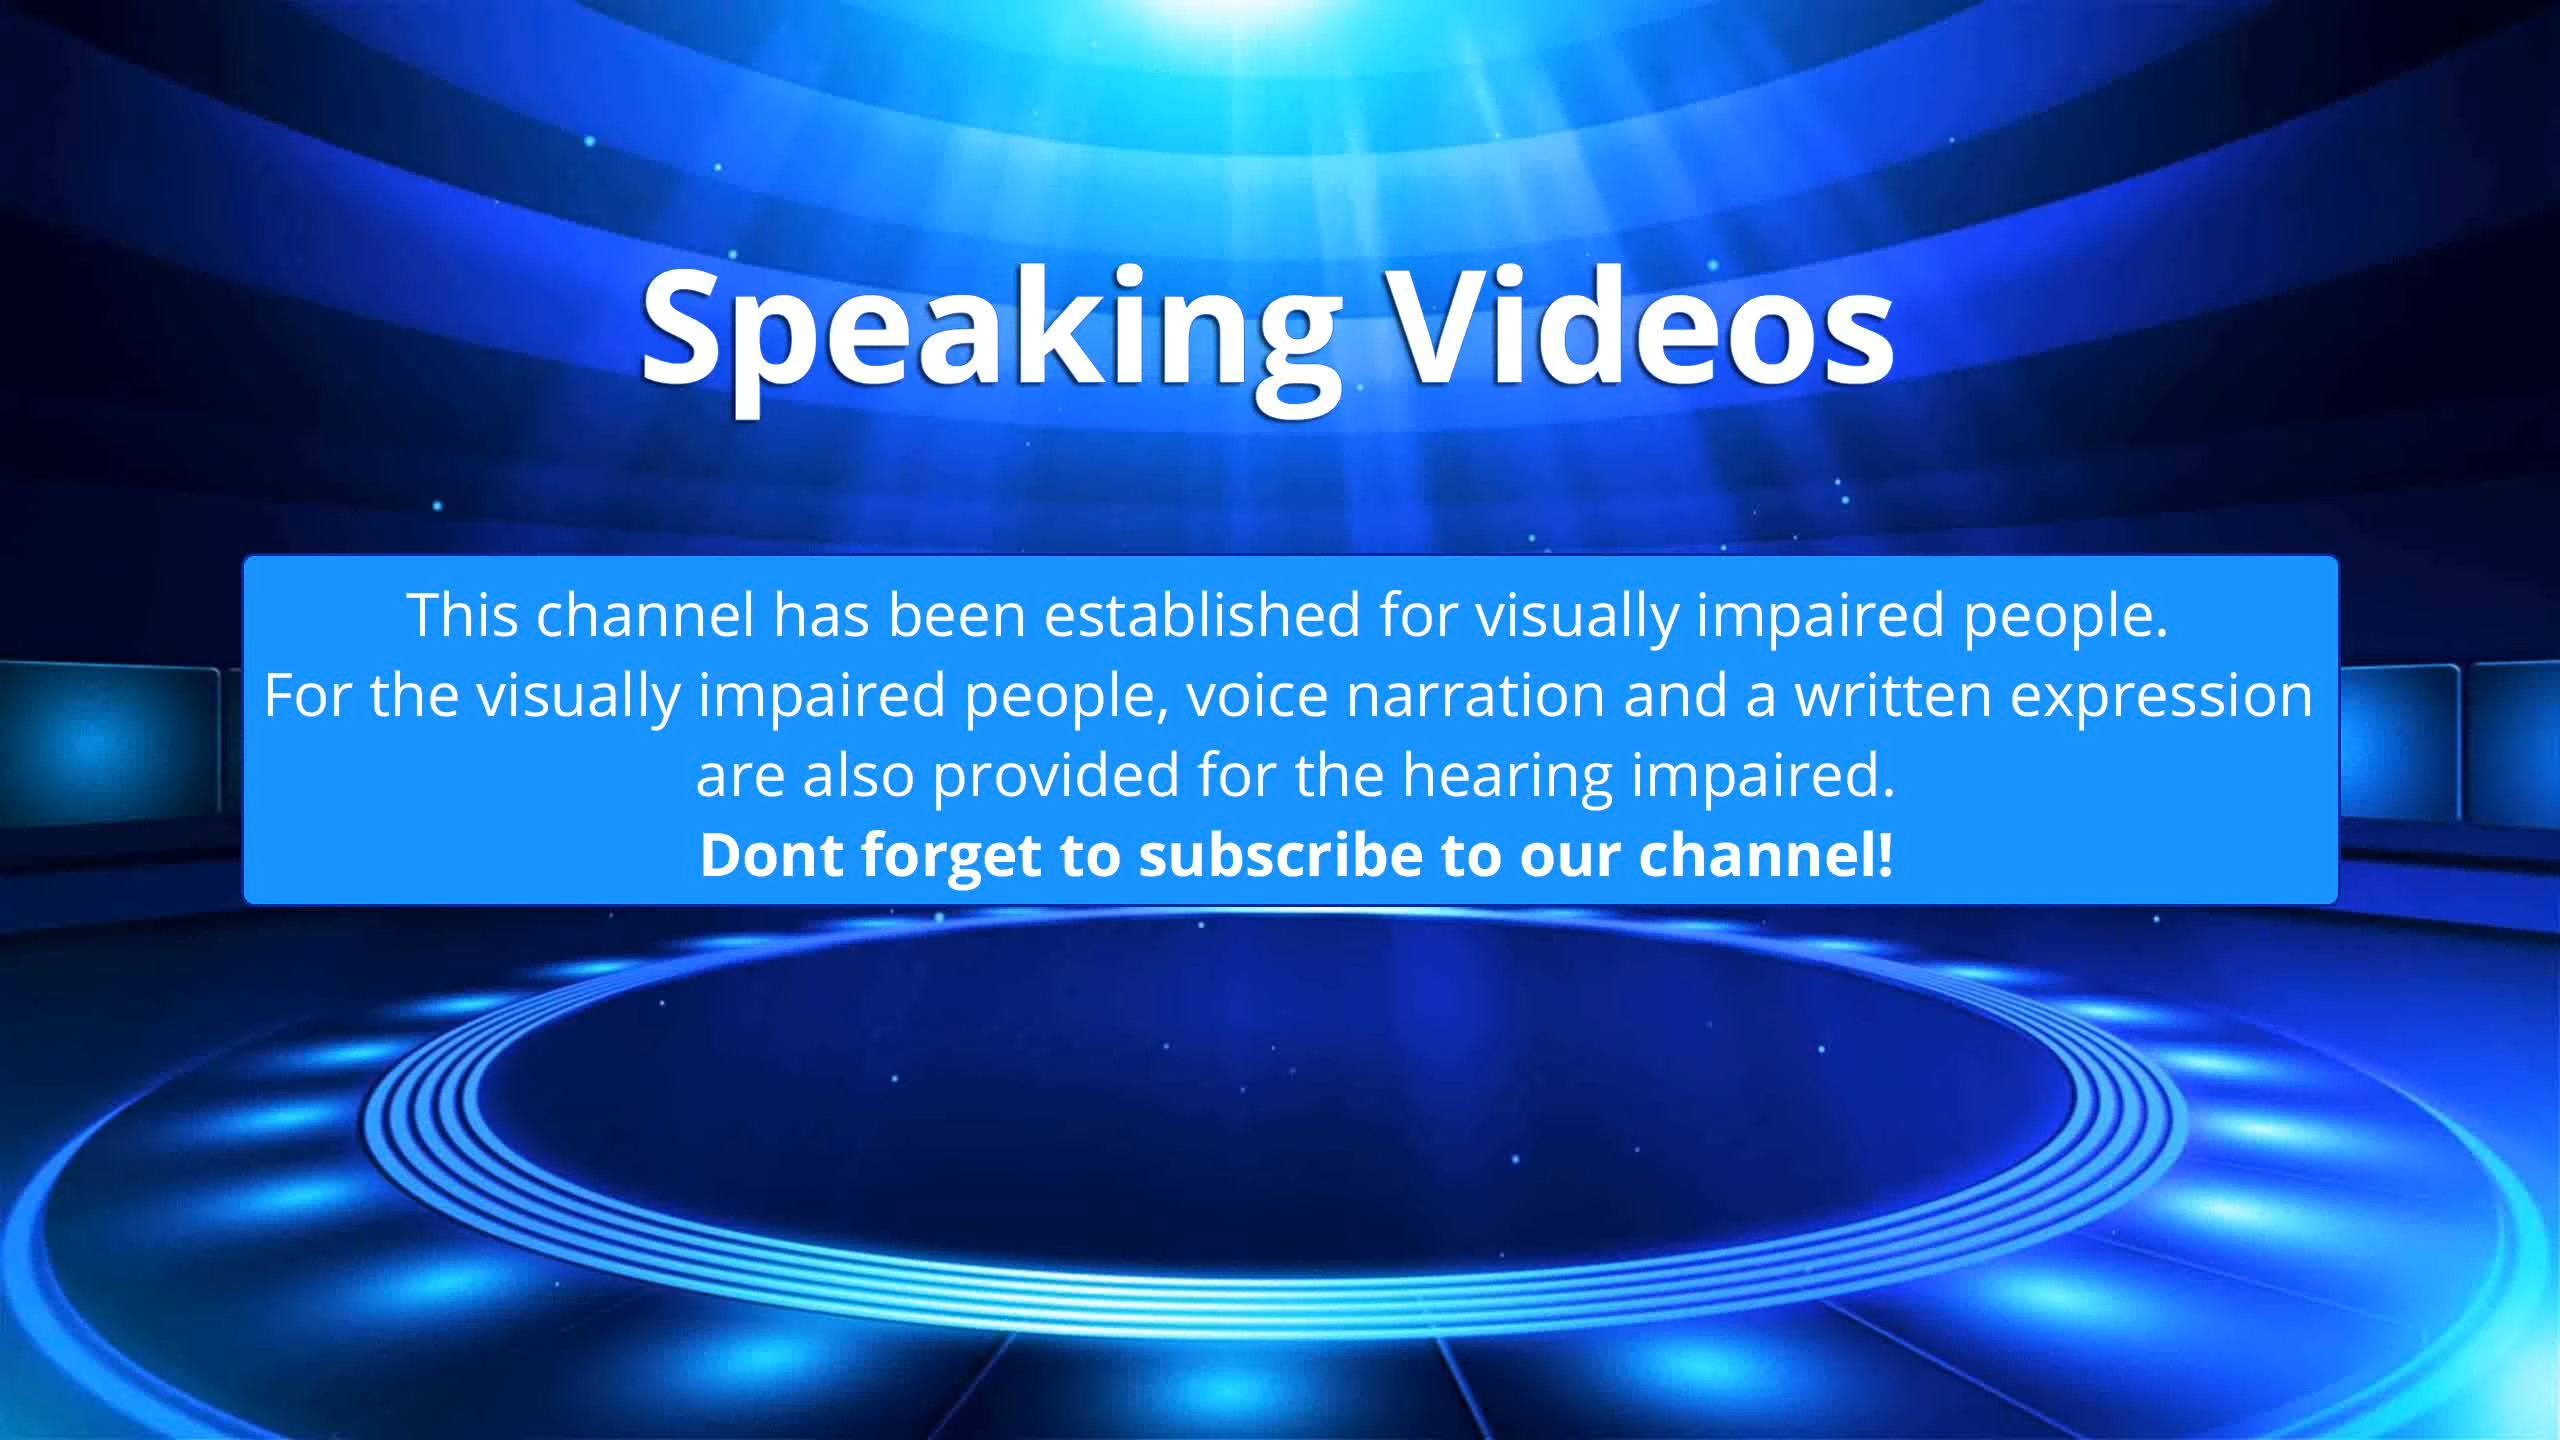 Speaking Videos
This channel has been established for visually impaired people.
For the visually impaired people, voice narration and a written expression
are also provided for the hearing impaired.
Dont forget to subscribe to our channel!